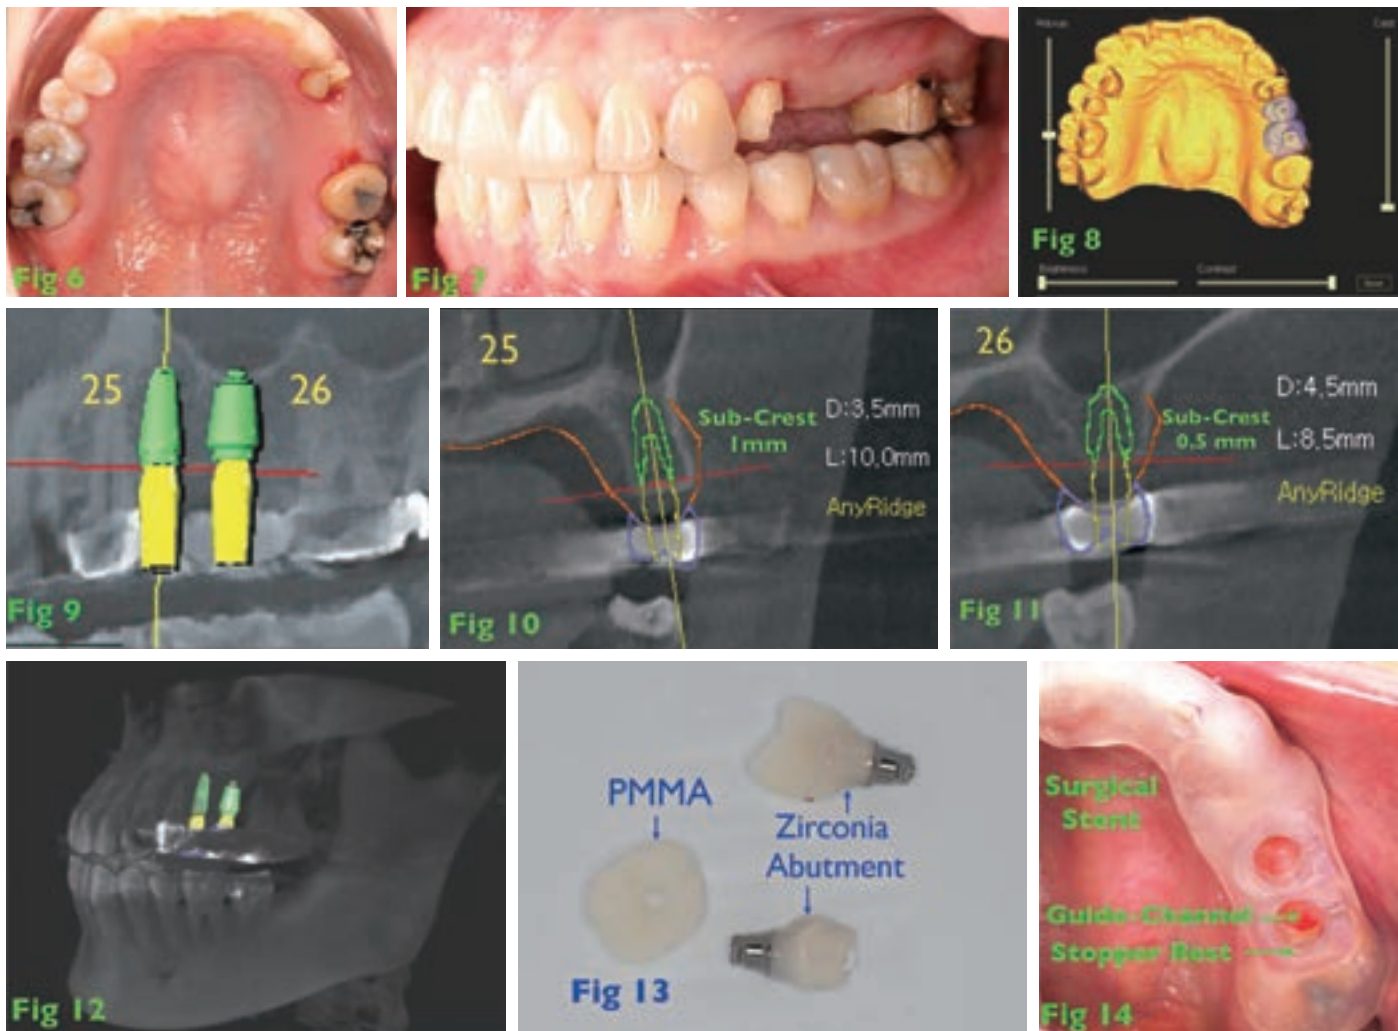 Fig 6
Fig 7
Brightness
Contrast
Fig 8
25
26
Fig 9
25
Sub-Crest
1mm
D:3,5mm
L:10,0mm
AnyRidge
Fig 10
26
Sub-Crest
0.5 mm
D:4,5mm
L:8,5mm
AnyRidge
Fig 11
Fig 12
PMMA
Zirconia
Abutment
Fig 13
Surgical
Stent
Guide-Channel
Stopper Rest
Fig 14